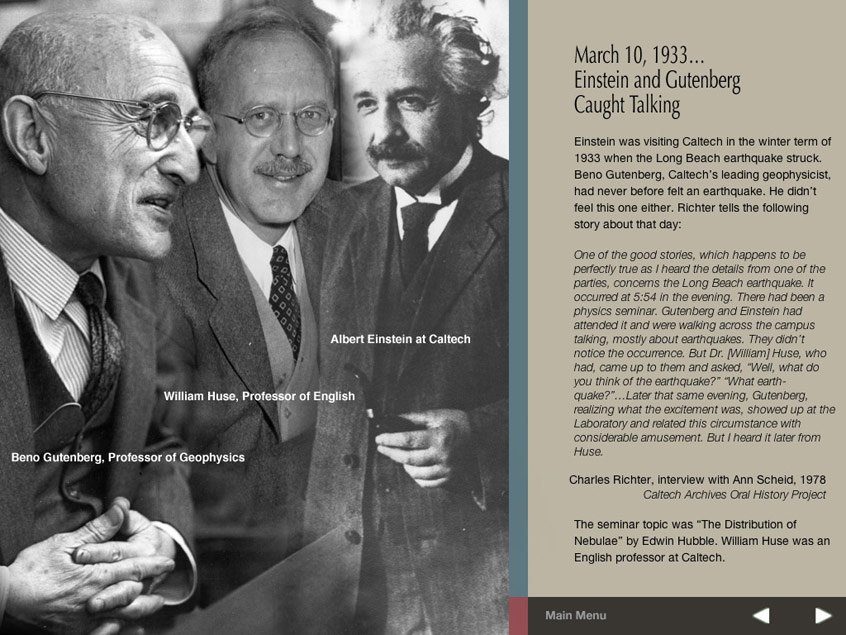 March 10, 1933...
Einstein and Gutenberg
Caught Talking
Einstein was visiting Caltech in the winter term of
1933 when the Long Beach earthquake struck.
Beno Gutenberg, Caltech's leading geophysicist,
had never before felt an earthquake. He didn't
feel this one either. Richter tells the following
story about that day:
One of the good stories, which happens to be
perfectly true as I heard the details from one of the
parties, concerns the Long Beach earthquake. It
occurred at 5:54 in the evening. There had been a
physics seminar. Gutenberg and Einstein had
attended it and were walking across the campus
talking, mostly about earthquakes. They didn't
notice the occurrence. But Dr. [William] Huse, who
had, came up to them and asked, “Well, what do
you think of the earthquake?” “What earth-
quake?”...Later that same evening, Gutenberg,
realizing what the excitement was, showed up at the
Laboratory and related this circumstance with
considerable amusement. But I heard it later from
Huse.
Charles Richter, interview with Ann Scheid, 1978
Caltech Archives Oral History Project
The seminar topic was “The Distribution of
Nebulae” by Edwin Hubble. William Huse was an
English professor at Caltech.
Albert Einstein at Caltech
William Huse, Professor of English
Beno Gutenberg, Professor of Geophysics
Main Menu